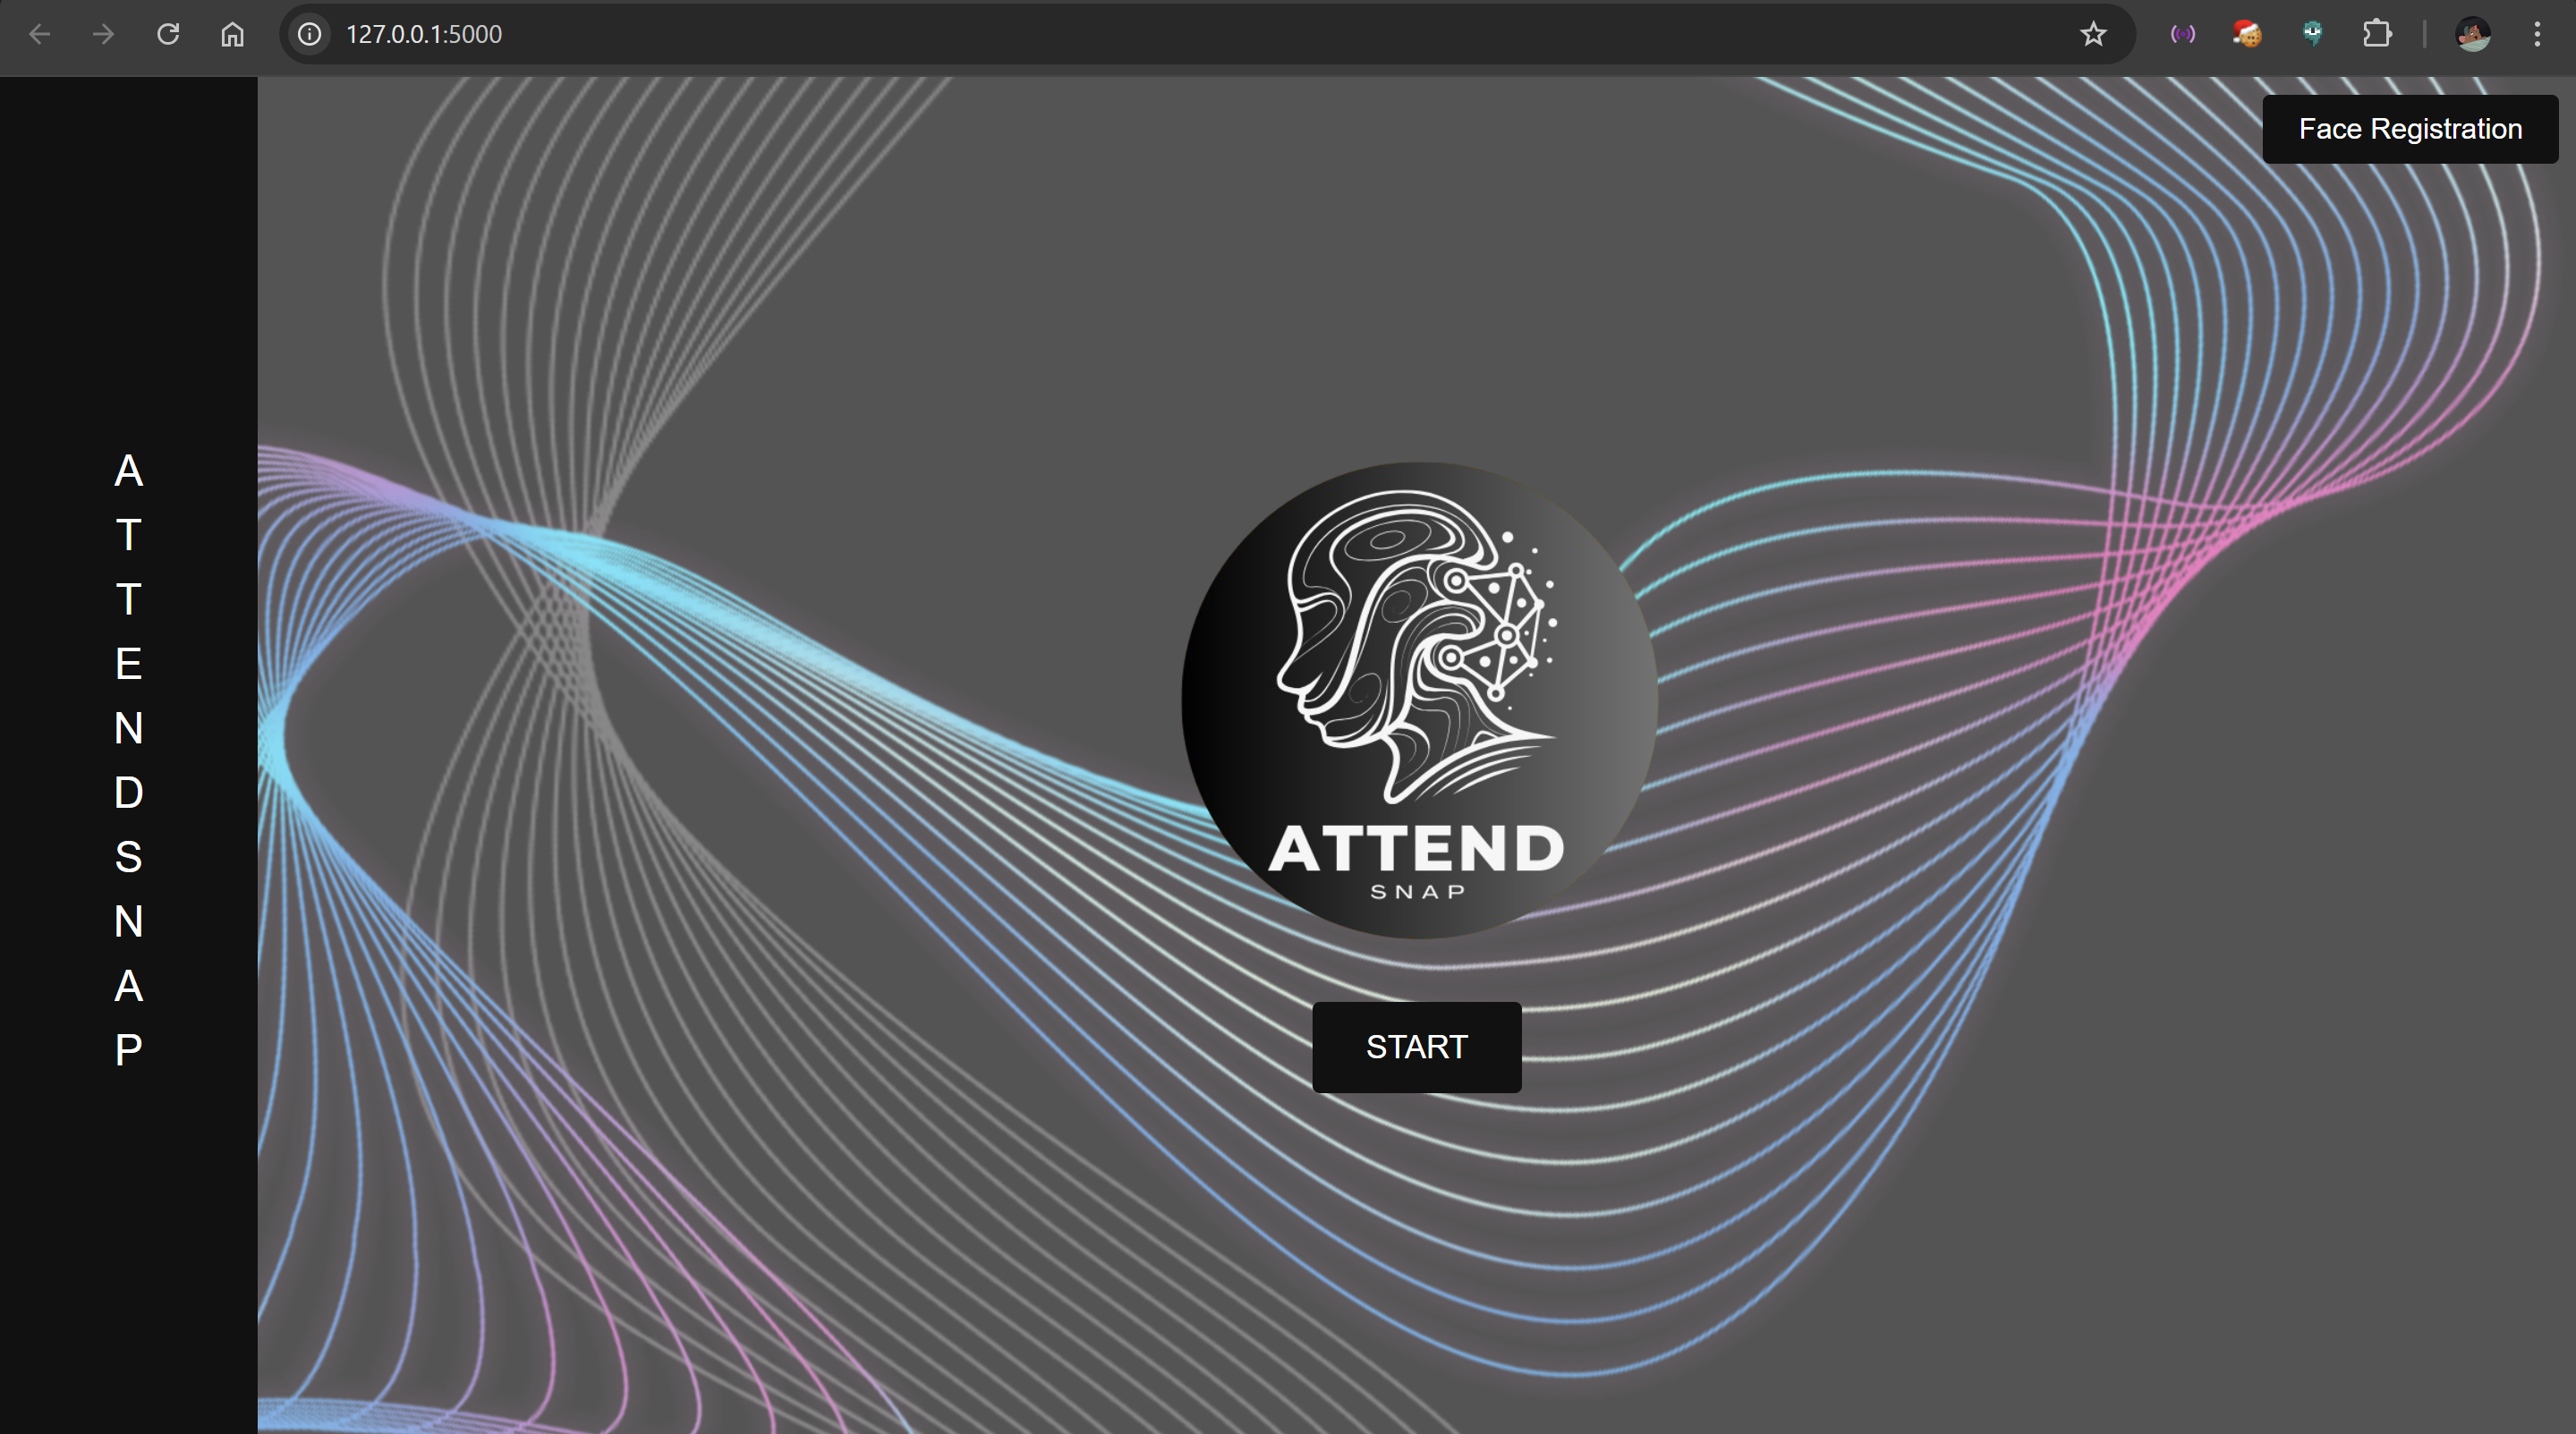 127.0.0.1:5000
Face Registration
A
T
T
E
N
D
S
N
A
P
ATTEND
SNAP
START